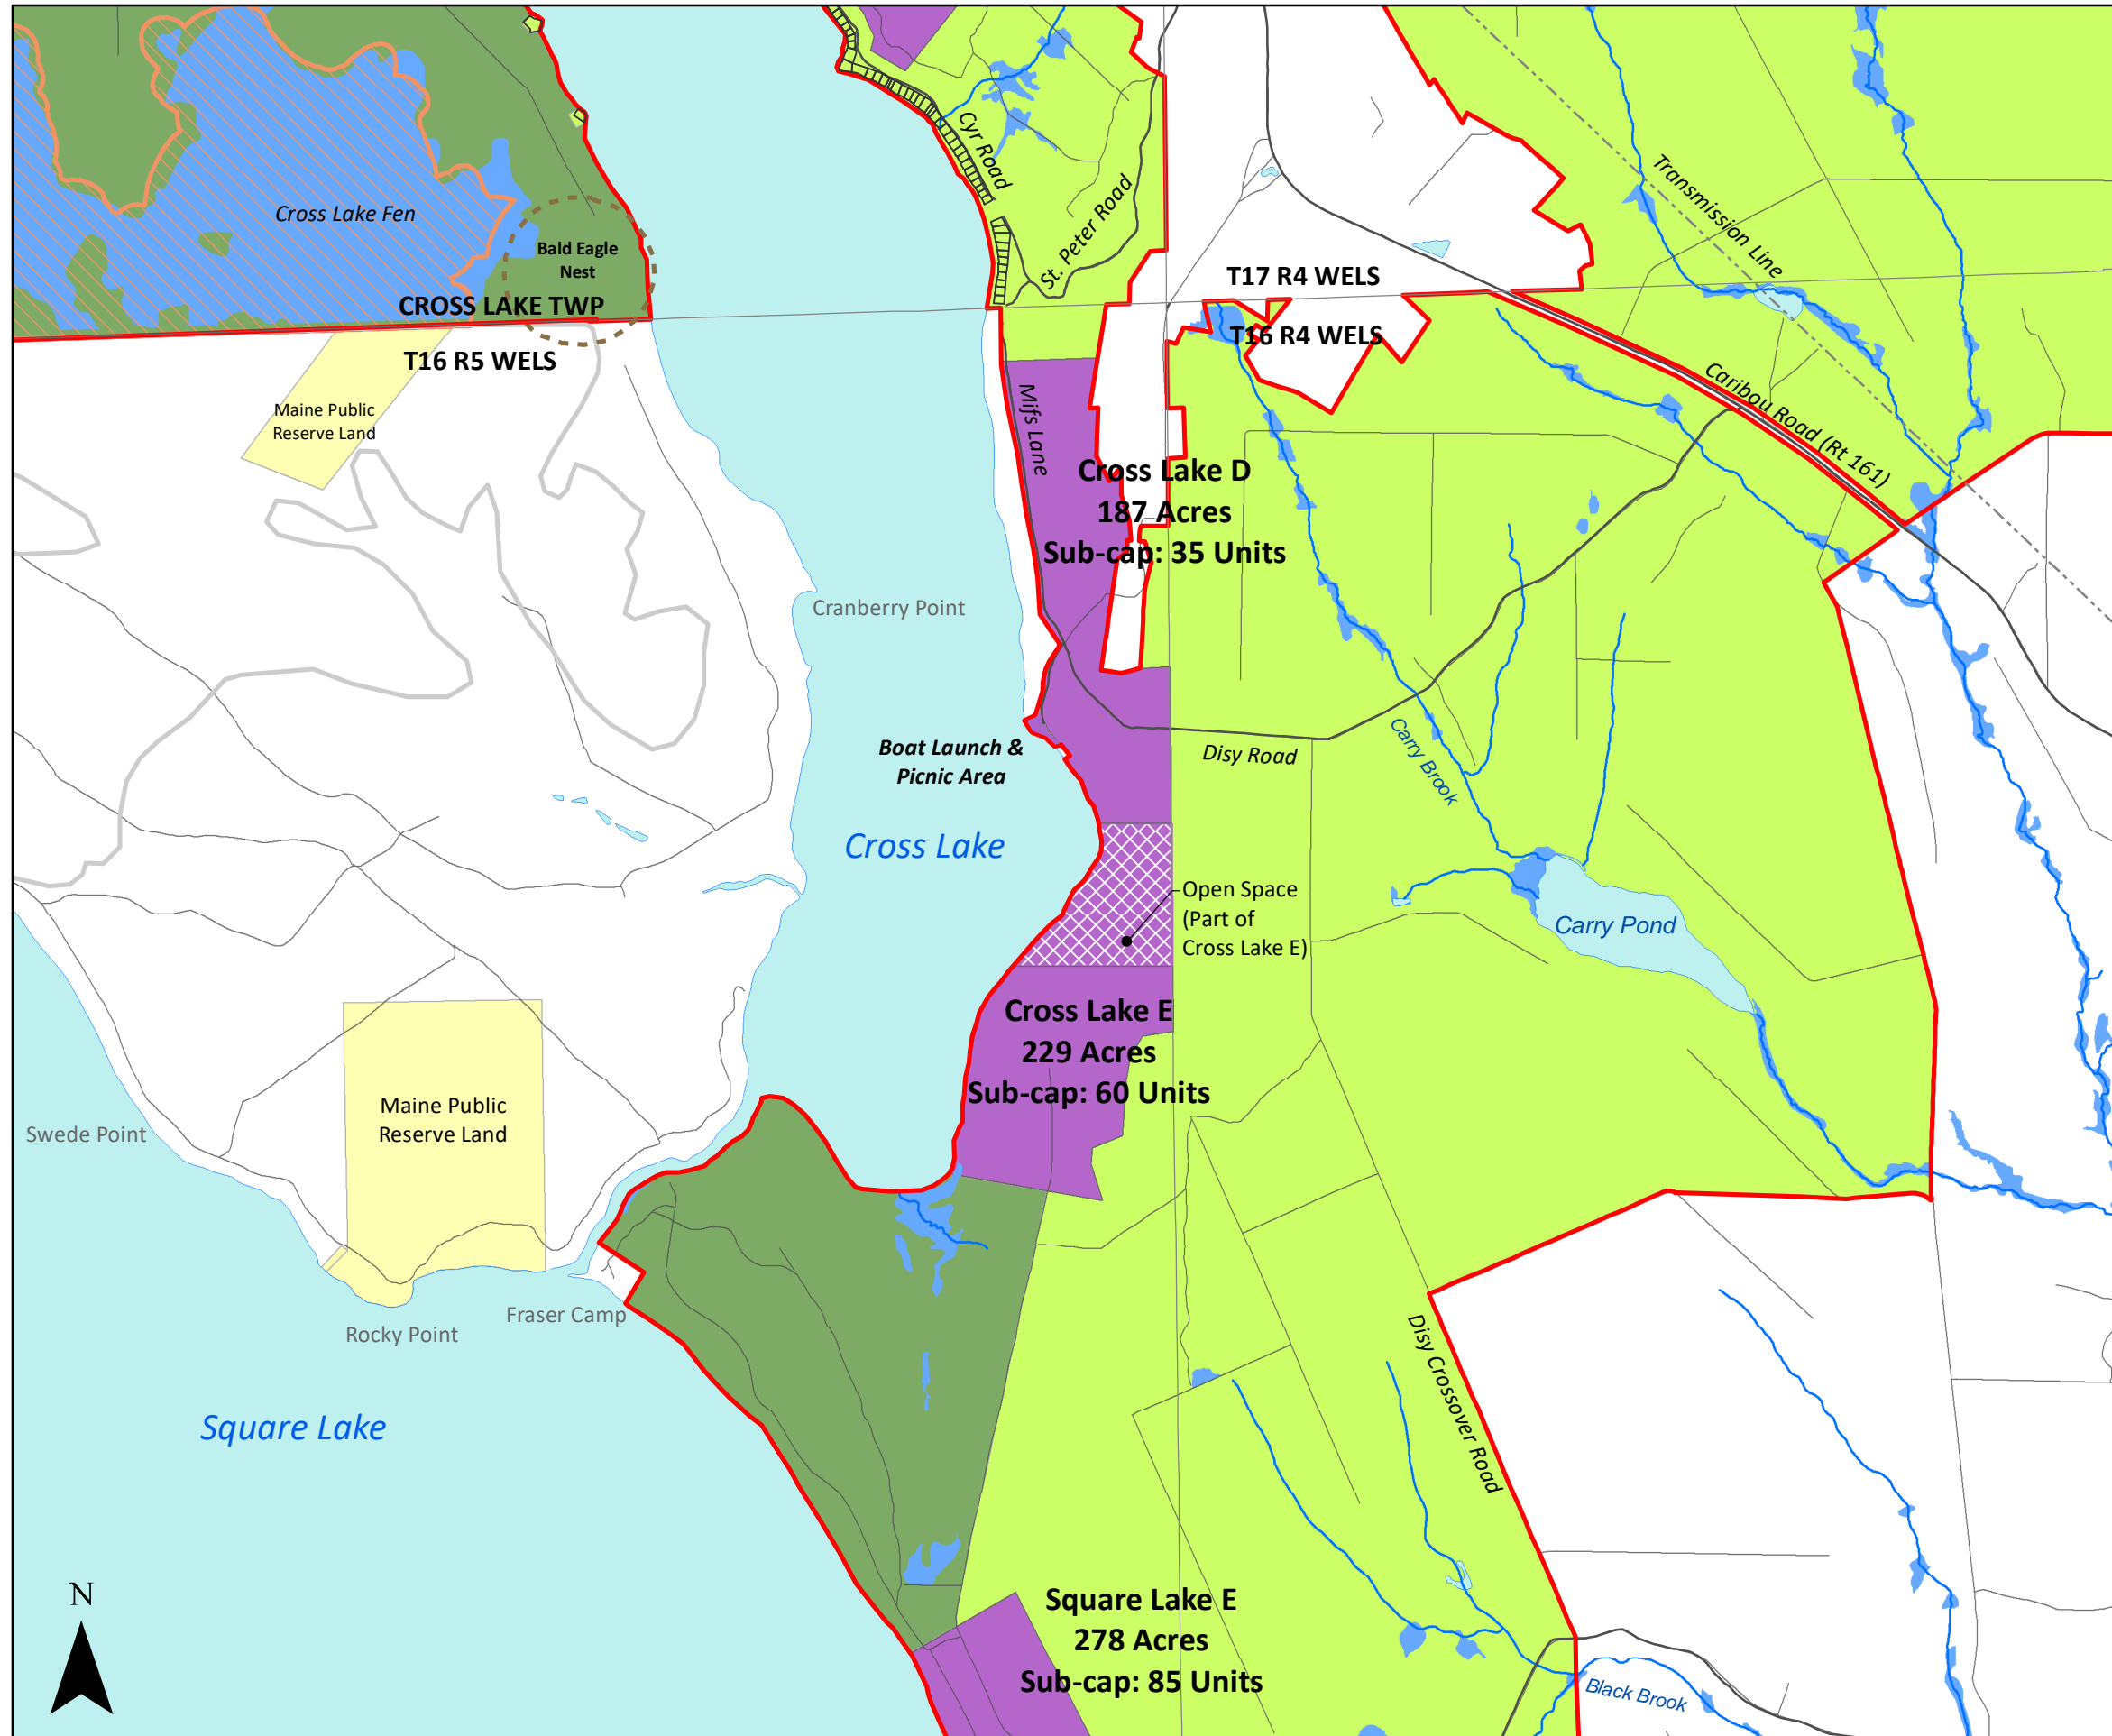 Cyr Road
St. Peter Road
Transmission Line
Cross Lake Fen
Bald Eagle
Nest
CROSS LAKE TWP
T17 R4 WELS
T16 R4 WELS
T16 R5 WELS
Maine Public
Reserve Land
Mifs Lane
Caribou Road (Rt 161)
Cross Lake D
187 Acres
Sub-cap: 35 Units
Cranberry Point
Boat Launch &
Picnic Area
Disy Road
Carry Brook
Cross Lake
Open Space
(Part of
Cross Lake E)
Carry Pond
Cross Lake E
229 Acres
Sub-cap: 60 Units
Maine Public
Reserve Land
Swede Point
Fraser Camp
Rocky Point
Disy Crossover Road
Square Lake
N
Square Lake E
278 Acres
Sub-cap: 85 Units
Black Brook